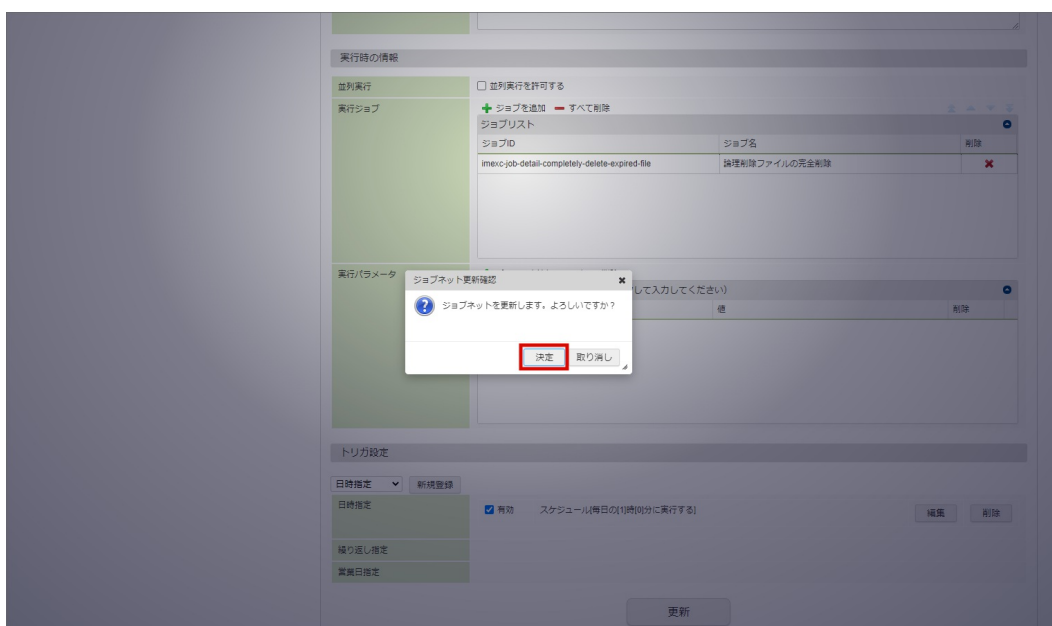 実行時の情報
並列実行
並列実行を許可する
実行ジョブ
ジョブを追加 すべて削除
ジョブリスト
ジョブID ジョブ名 削除
imexc-job-detail-completely-delete-expired-file 論理削除ファイルの完全削除
実行パラメータ
して入力してください)
値 削除
ジョブネット更新確認
ジョブネットを更新します。よろしいですか?
決定 取り消し
トリガ設定
日時指定 新規登録
日時指定
有効 スケジュール[毎日の[1]時[0]分に実行する] 編集 削除
繰り返し指定
営業日指定
更新